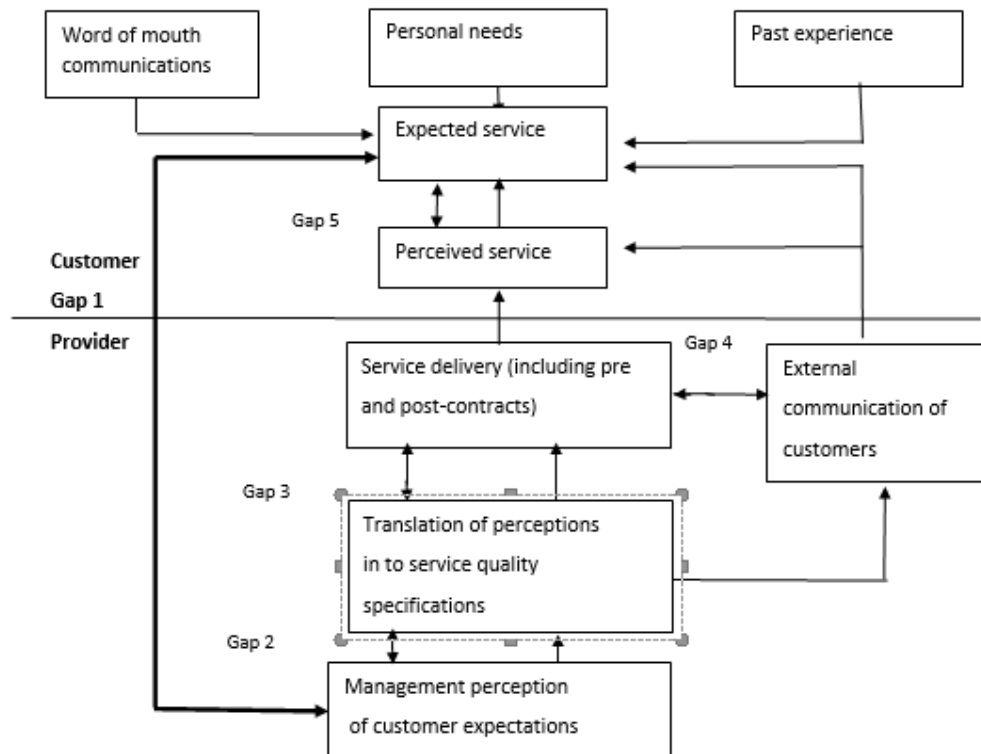 Word of mouth
communications
Personal needs
Past experience
Expected service
Gap 5
Perceived service
Customer
Gap 1
Provider
Gap 4
Service delivery (including pre
and post-contracts)
External
communication of
customers
Gap 3
Translation of perceptions
in to service quality
specifications
Gap 2
Management perception
of customer expectations